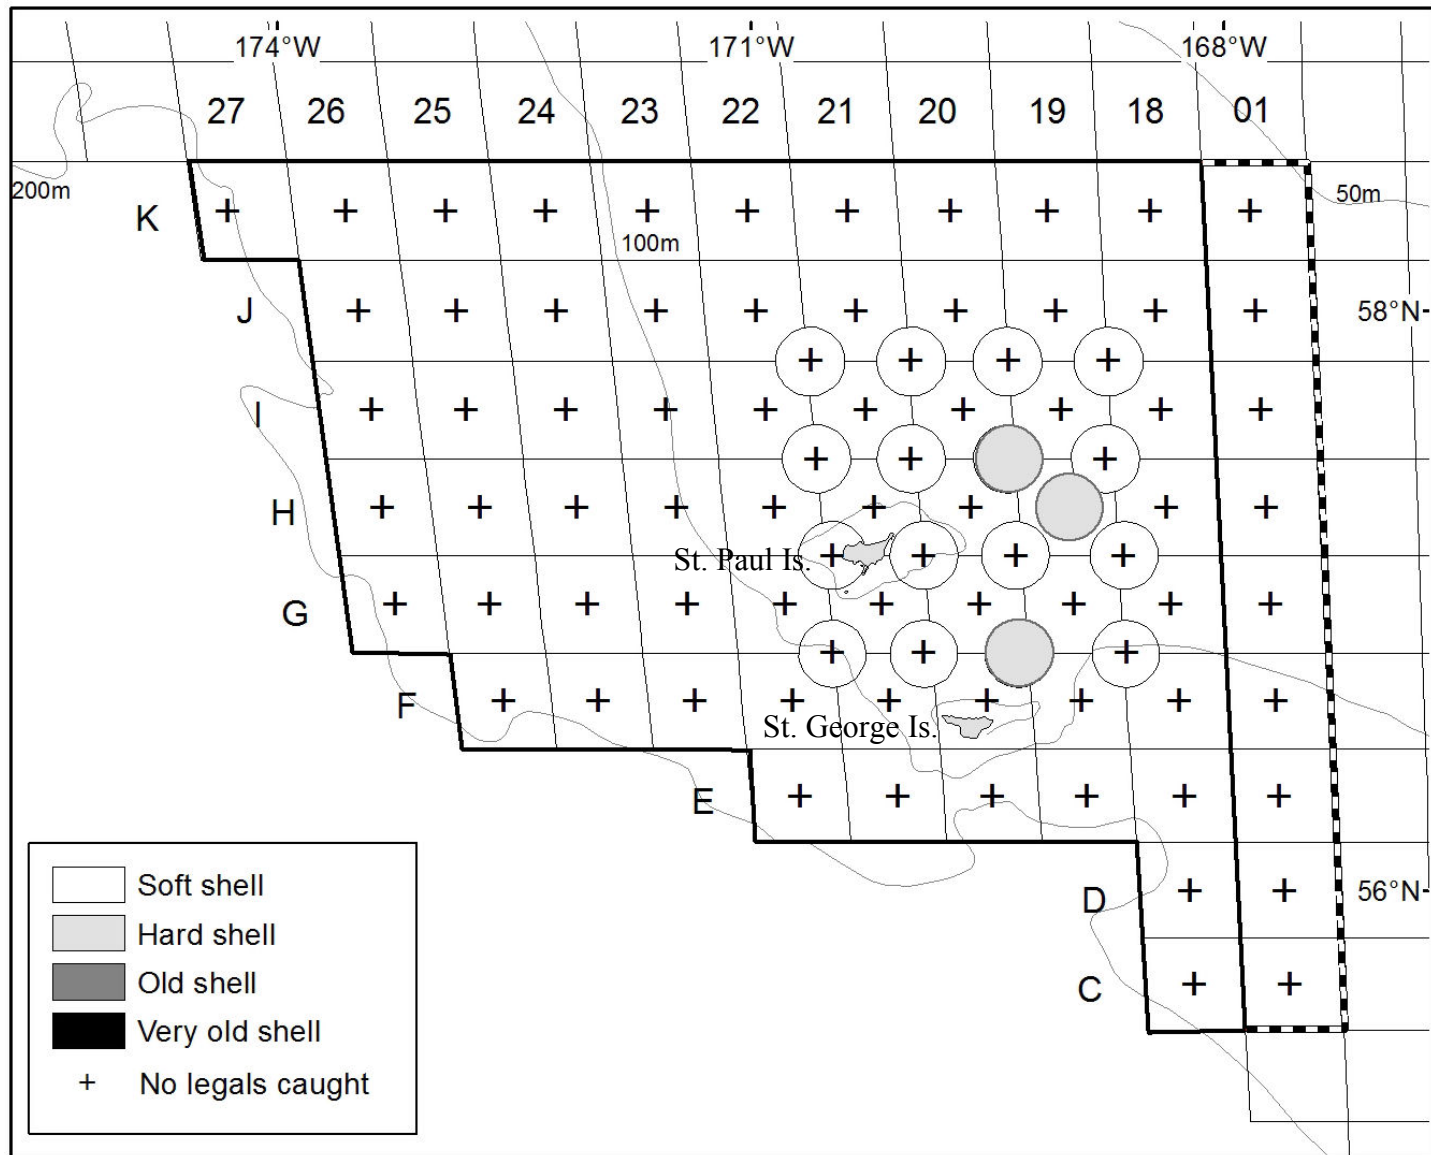 174°W 171°W 168°W
27 26 25 24 23 22 21 20 19 18 01
200m
50m
K
100m
J
58°N
I
H
St. Paul Is.
G
F
St. George Is.
E
D
56°N
C
Soft shell
Hard shell
Old shell
Very old shell
+ No legals caught